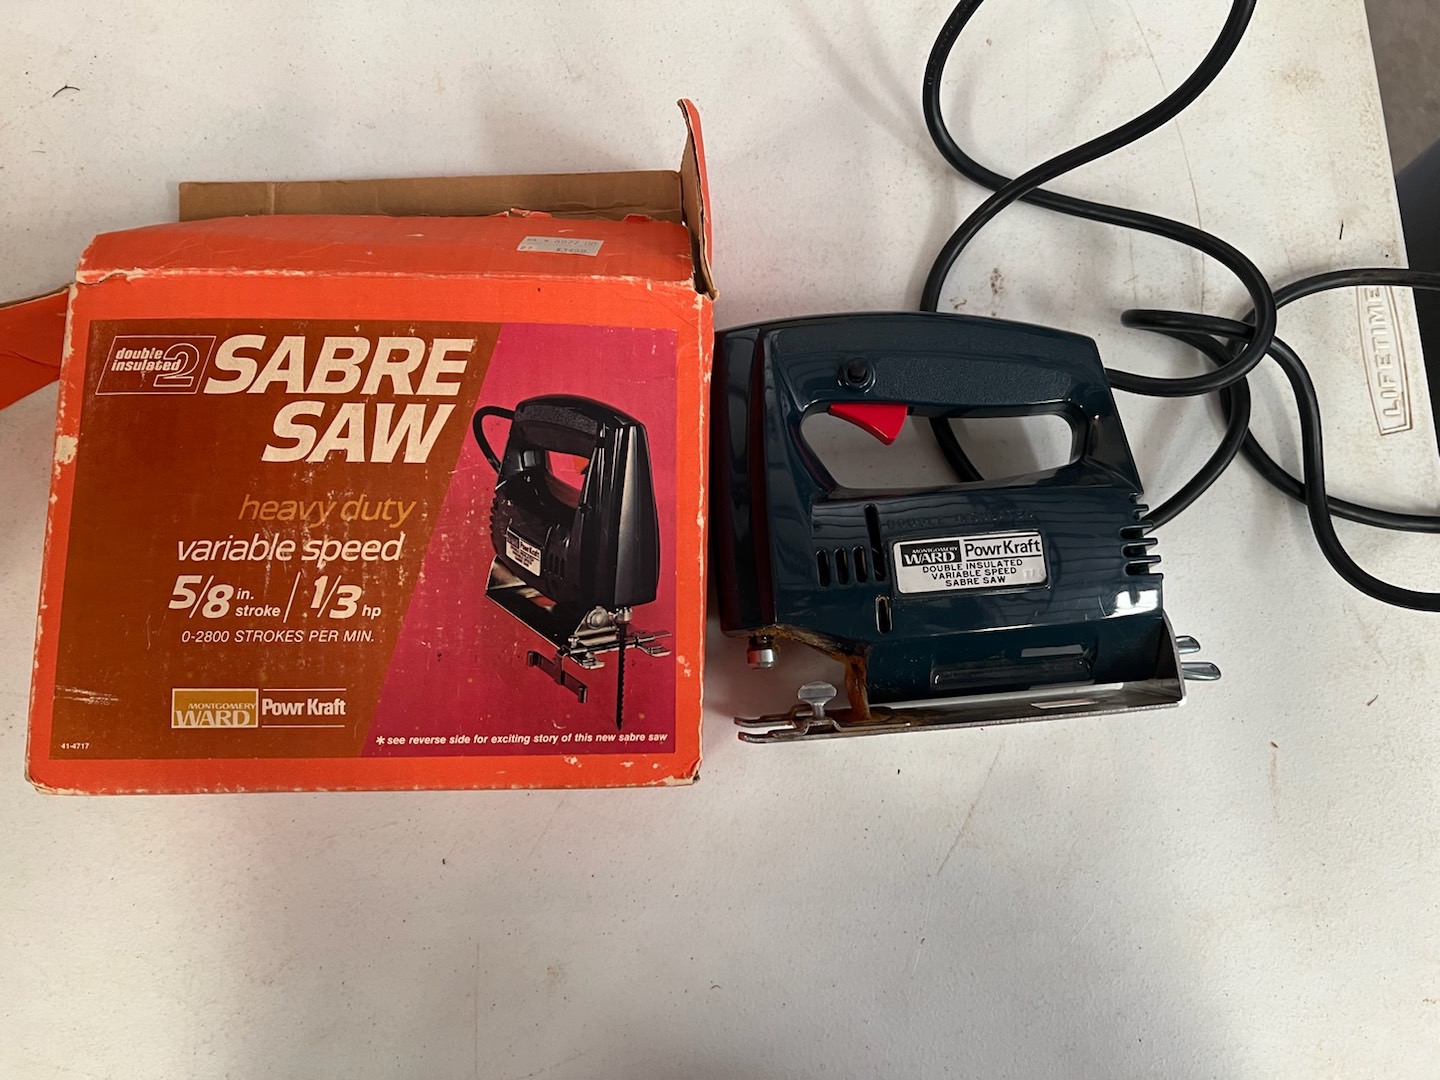 double
insulated 2
SABRE
SAW
heavy duty
variable speed
5/8 in. stroke | 1/3 hp
0-2800 STROKES PER MIN.
MONTGOMERY
WARD
PowrKraft
41-4717
* see reverse side for exciting story of this new sabre saw
MONTGOMERY
WARD
PowrKraft
DOUBLE INSULATED
VARIABLE SPEED
SABRE SAW
LIFETIME